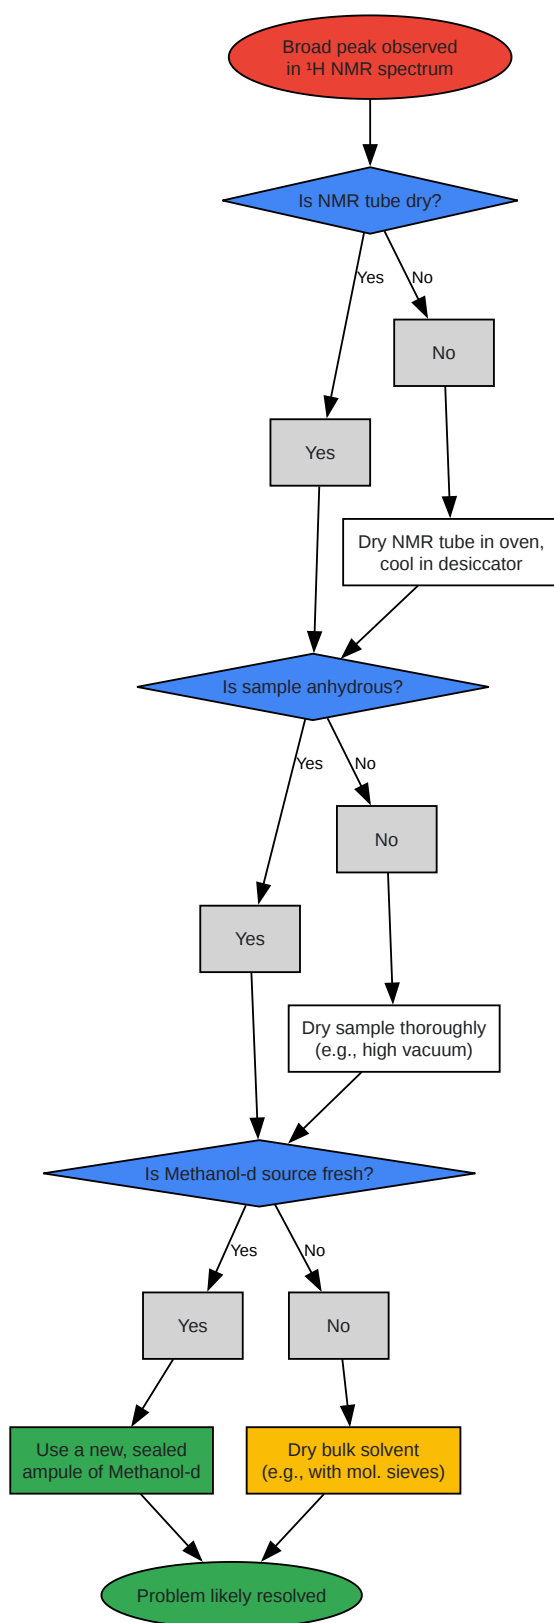 Broad peak observed
in ¹H NMR spectrum
Is NMR tube dry?
Yes
No
No
Yes
Dry NMR tube in oven,
cool in desiccator
Is sample anhydrous?
Yes
No
No
Yes
Dry sample thoroughly
(e.g., high vacuum)
Is Methanol-d source fresh?
Yes
No
Yes
No
Use a new, sealed
ampule of Methanol-d
Dry bulk solvent
(e.g., with mol. sieves)
Problem likely resolved